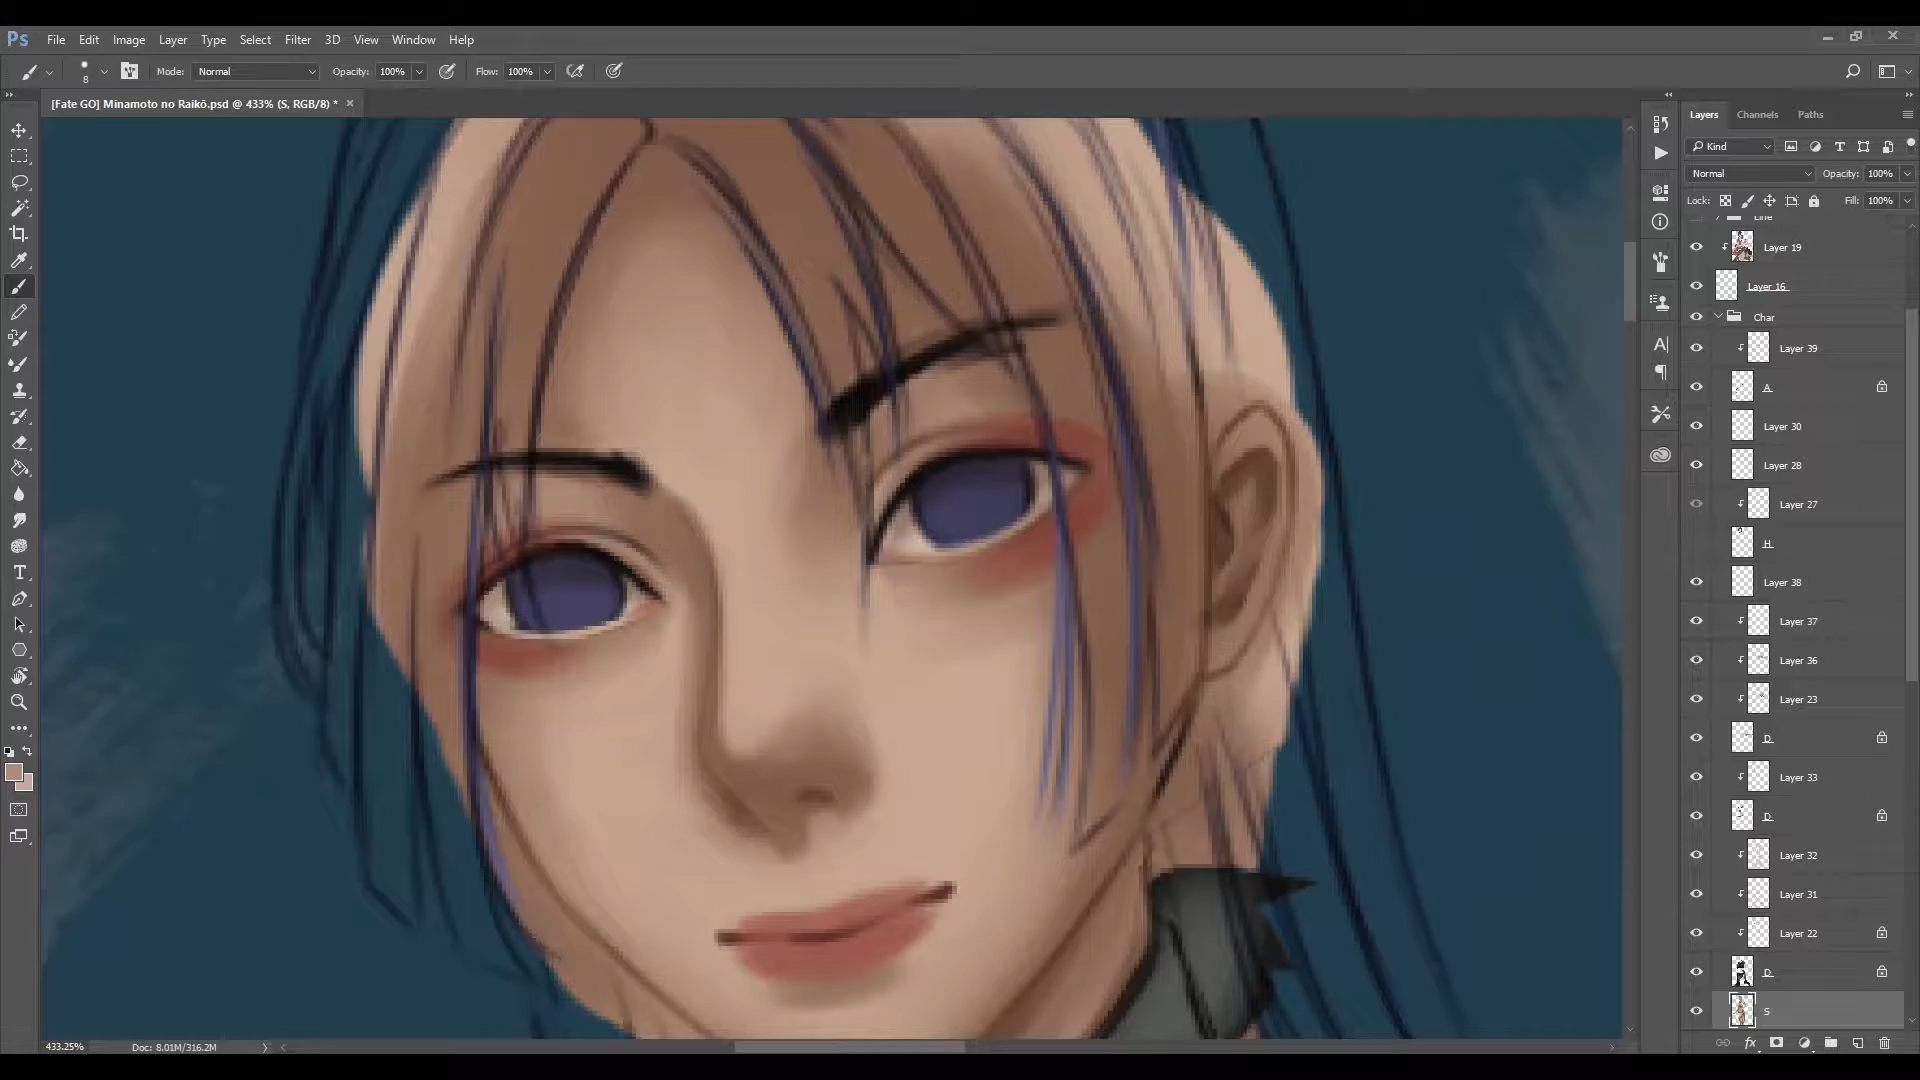 Ps File Edit Image Layer Type Select Filter 3D View Window Help
8 Mode: Normal Opacity: 100% Flow: 100%
[Fate GO] Minamoto no Raikō.psd @ 433% (S, RGB/8) *
Layers Channels Paths
Kind
Normal Opacity: 100%
Lock: Fill: 100%
Line
Layer 19
Layer 16
Char
Layer 39
A
Layer 30
Layer 28
Layer 27
H
Layer 38
Layer 37
Layer 36
Layer 23
D
Layer 33
D
Layer 32
Layer 31
Layer 22
D
S
433.25% Doc: 8.01M/316.2M
fx